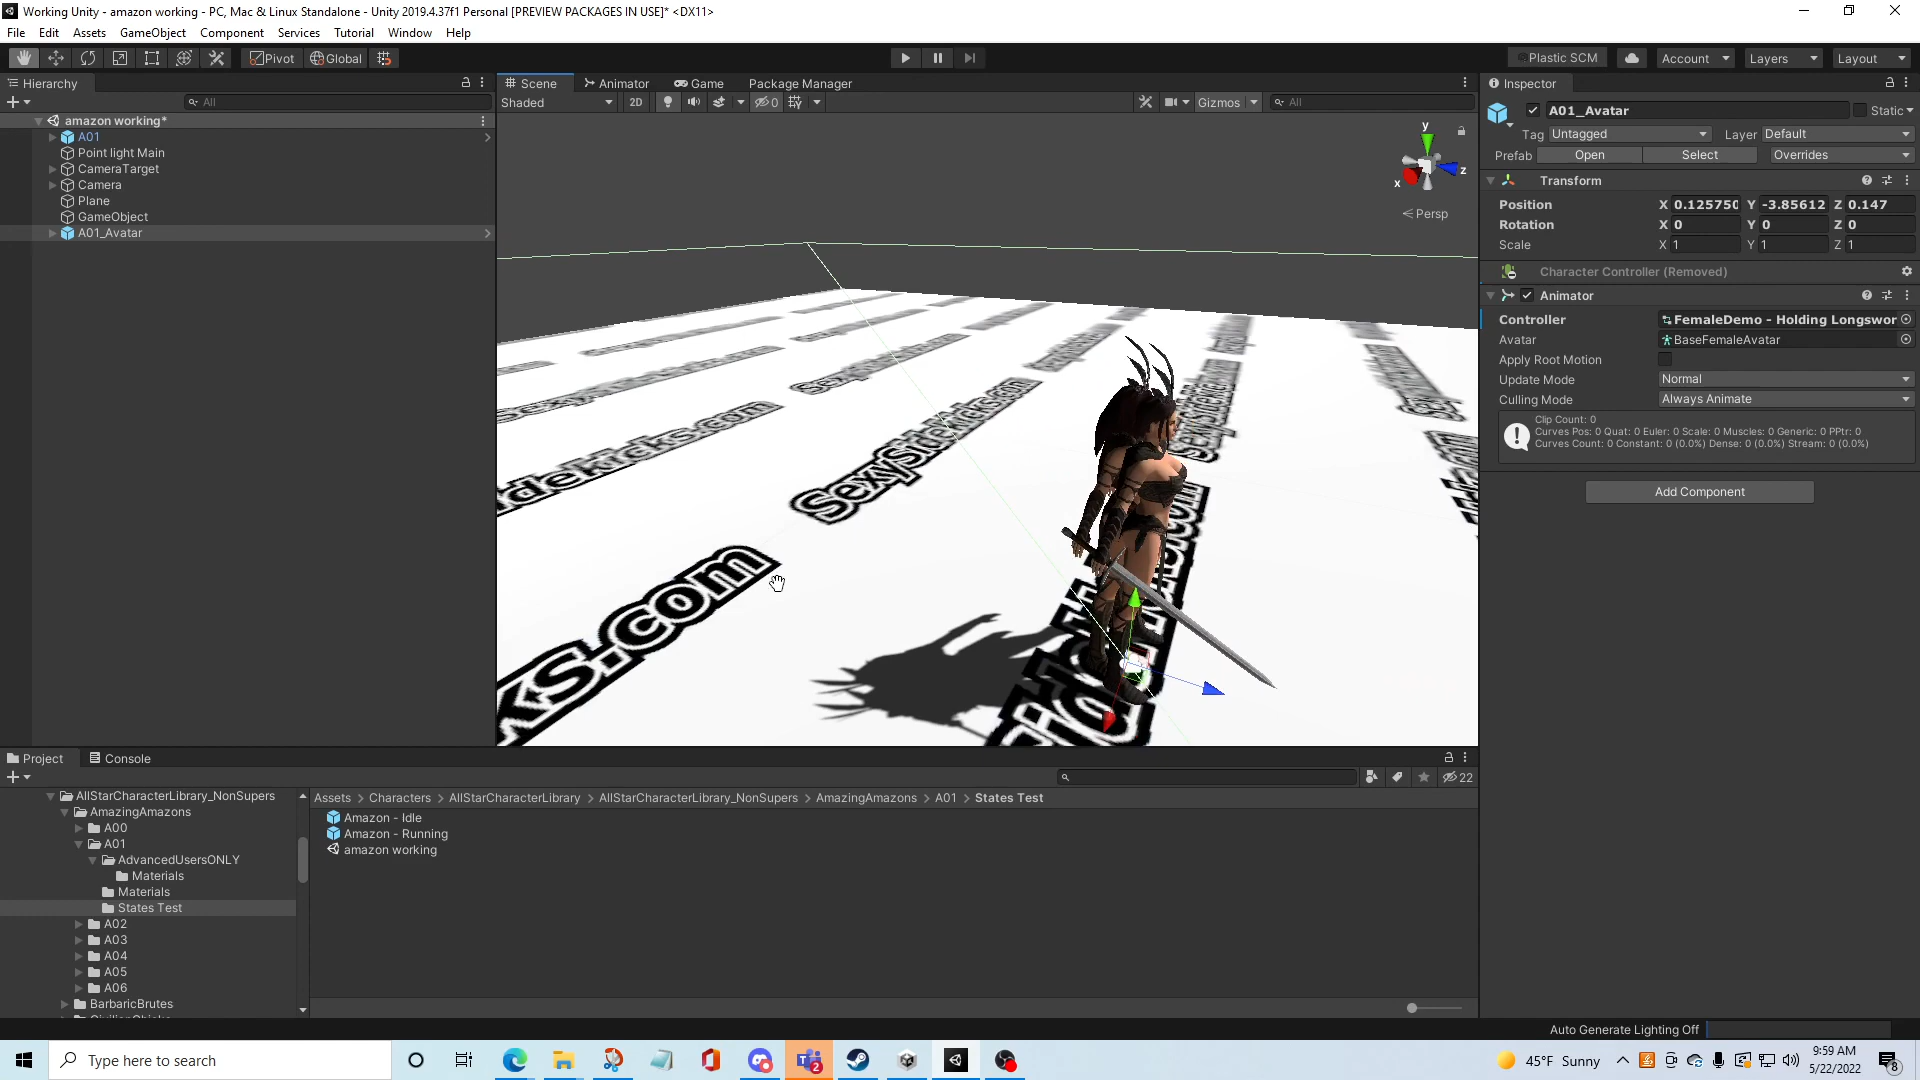 Working Unity - amazon working - PC, Mac & Linux Standalone - Unity 2019.4.37f1 Personal [PREVIEW PACKAGES IN USE]* <DX11>
File Edit Assets GameObject Component Services Tutorial Window Help
Pivot Global Plastic SCM Account Layers Layout
Hierarchy
All
amazon working*
A01
Point light Main
CameraTarget
Camera
Plane
GameObject
A01_Avatar
Scene Animator Game Package Manager
Shaded 2D 0 Gizmos All
y
x
z
Persp
SexySidekicks.com
ks.com
Inspector
A01_Avatar Static
Tag Untagged Layer Default
Prefab Open Select Overrides
Transform
Position X 0.125750 Y -3.85612 Z 0.147
Rotation X 0 Y 0 Z 0
Scale X 1 Y 1 Z 1
Character Controller (Removed)
Animator
Controller FemaleDemo - Holding Longswor
Avatar BaseFemaleAvatar
Apply Root Motion
Update Mode Normal
Culling Mode Always Animate
Clip Count: 0
Curves Pos: 0 Quat: 0 Euler: 0 Scale: 0 Muscles: 0 Generic: 0 PPtr: 0
Curves Count: 0 Constant: 0 (0.0%) Dense: 0 (0.0%) Stream: 0 (0.0%)
Add Component
Project Console
22
AllStarCharacterLibrary_NonSupers
AmazingAmazons
A00
A01
AdvancedUsersONLY
Materials
Materials
States Test
A02
A03
A04
A05
A06
BarbaricBrutes
Assets > Characters > AllStarCharacterLibrary > AllStarCharacterLibrary_NonSupers > AmazingAmazons > A01 > States Test
Amazon - Idle
Amazon - Running
amazon working
Auto Generate Lighting Off
Type here to search
2
45°F Sunny
9:59 AM
5/22/2022
8